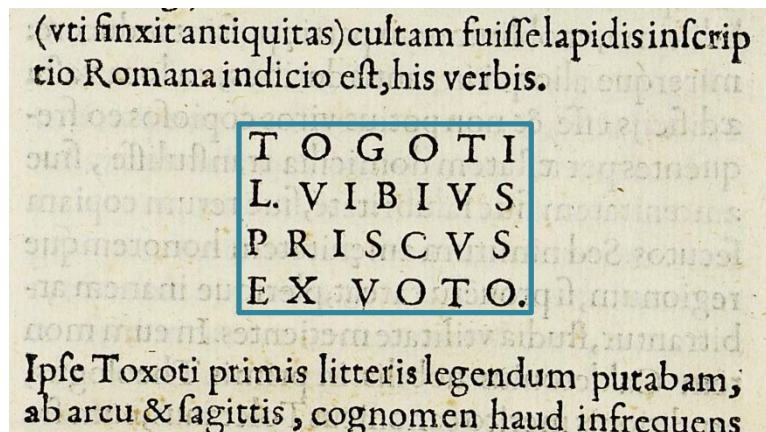 (vti finxit antiquitas) cultam fuiſſe lapidis inſcrip
tio Romana indicio eſt, his verbis.
TOGOTI
L. VIBIVS
PRISCVS
EX VOTO.
Ipſe Toxoti primis litteris legendum putabam,
ab arcu & ſagittis, cognomen haud infrequens